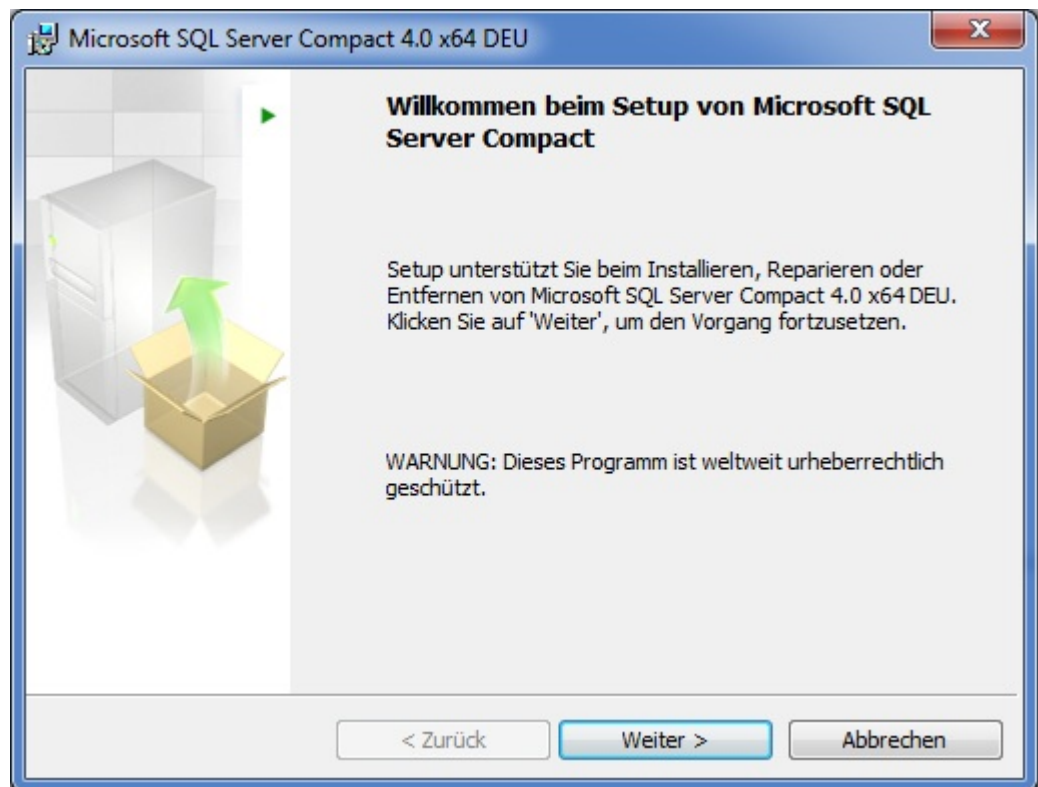 Microsoft SQL Server Compact 4.0 x64 DEU
Willkommen beim Setup von Microsoft SQL
Server Compact
Setup unterstützt Sie beim Installieren, Reparieren oder
Entfernen von Microsoft SQL Server Compact 4.0 x64 DEU.
Klicken Sie auf 'Weiter', um den Vorgang fortzusetzen.
WARNUNG: Dieses Programm ist weltweit urheberrechtlich
geschützt.
< Zurück
Weiter >
Abbrechen